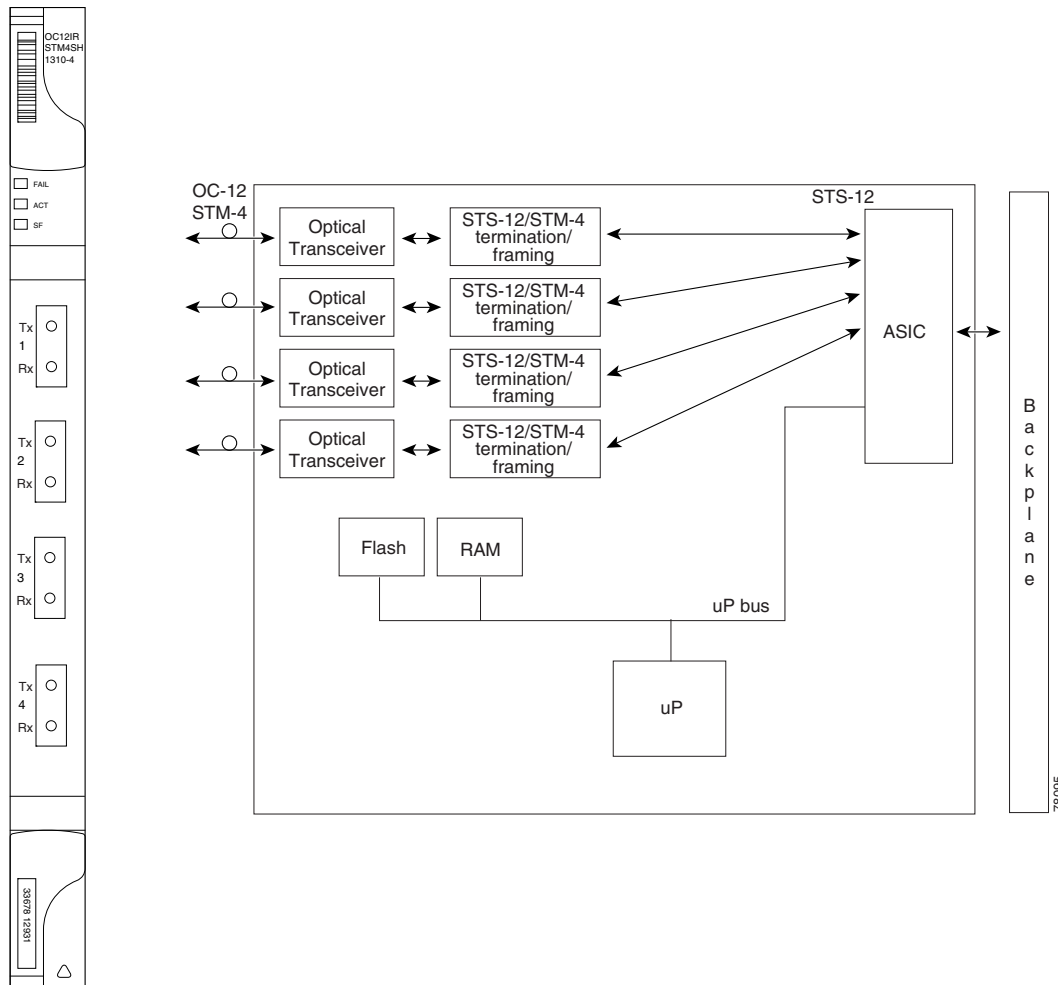 OC12IR
STM4SH
1310-4
FAIL
ACT
SF
Tx
1
Rx
Tx
2
Rx
Tx
3
Rx
Tx
4
Rx
33678 12931
OC-12
STM-4
STS-12
Optical
Transceiver
STS-12/STM-4
termination/
framing
Optical
Transceiver
STS-12/STM-4
termination/
framing
Optical
Transceiver
STS-12/STM-4
termination/
framing
Optical
Transceiver
STS-12/STM-4
termination/
framing
ASIC
Flash
RAM
uP bus
uP
Backplane
78095